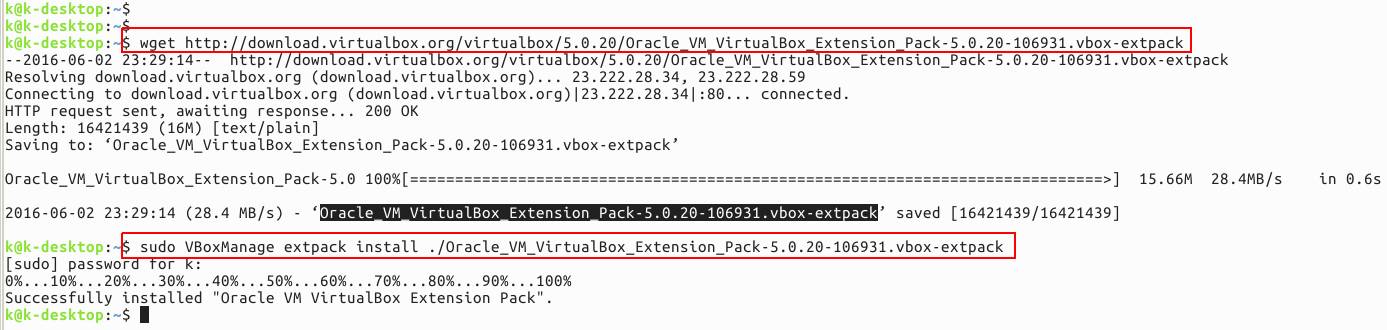 k@k-desktop:~$
k@k-desktop:~$
k@k-desktop:~$ wget http://download.virtualbox.org/virtualbox/5.0.20/Oracle_VM_VirtualBox_Extension_Pack-5.0.20-106931.vbox-extpack
--2016-06-02 23:29:14--  http://download.virtualbox.org/virtualbox/5.0.20/Oracle_VM_VirtualBox_Extension_Pack-5.0.20-106931.vbox-extpack
Resolving download.virtualbox.org (download.virtualbox.org)... 23.222.28.34, 23.222.28.59
Connecting to download.virtualbox.org (download.virtualbox.org)|23.222.28.34|:80... connected.
HTTP request sent, awaiting response... 200 OK
Length: 16421439 (16M) [text/plain]
Saving to: ‘Oracle_VM_VirtualBox_Extension_Pack-5.0.20-106931.vbox-extpack’
Oracle_VM_VirtualBox_Extension_Pack-5.0 100%[==============================================================================>]  15.66M  28.4MB/s    in 0.6s
2016-06-02 23:29:14 (28.4 MB/s) - ‘Oracle_VM_VirtualBox_Extension_Pack-5.0.20-106931.vbox-extpack’ saved [16421439/16421439]
k@k-desktop:~$ sudo VBoxManage extpack install ./Oracle_VM_VirtualBox_Extension_Pack-5.0.20-106931.vbox-extpack
[sudo] password for k:
0%...10%...20%...30%...40%...50%...60%...70%...80%...90%...100%
Successfully installed "Oracle VM VirtualBox Extension Pack".
k@k-desktop:~$